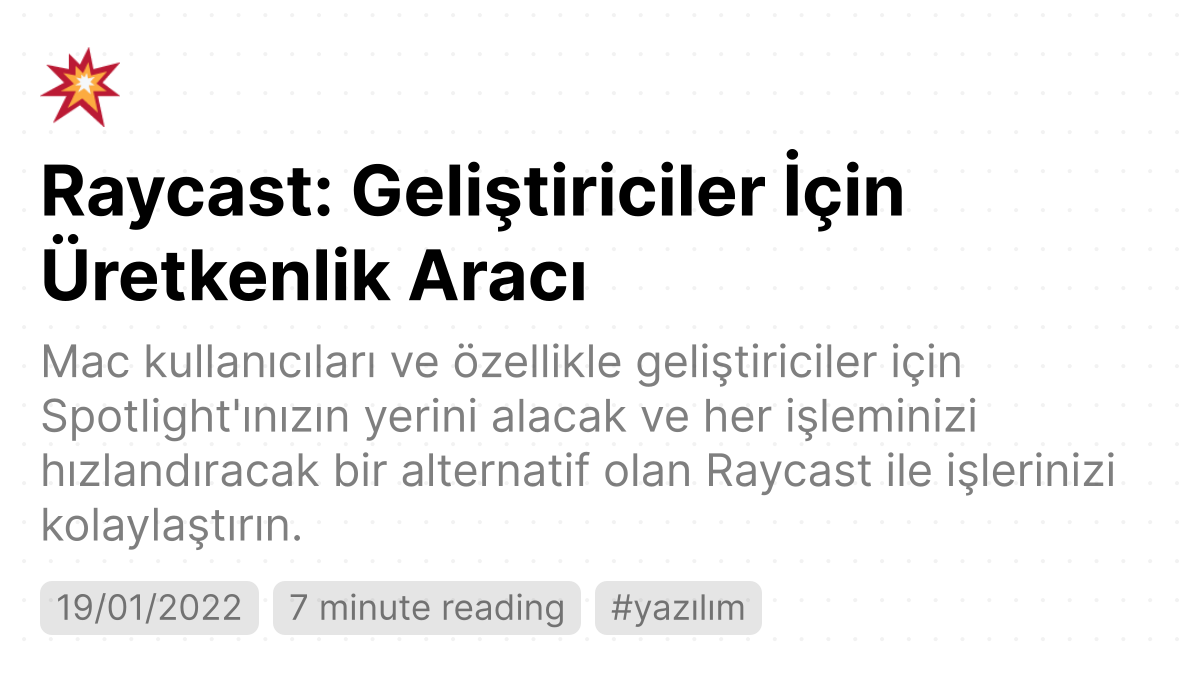 Raycast: Geliştiriciler İçin
Üretkenlik Aracı
Mac kullanıcıları ve özellikle geliştiriciler için
Spotlight'ınızın yerini alacak ve her işleminizi
hızlandıracak bir alternatif olan Raycast ile işlerinizi
kolaylaştırın.
19/01/2022 7 minute reading #yazılım